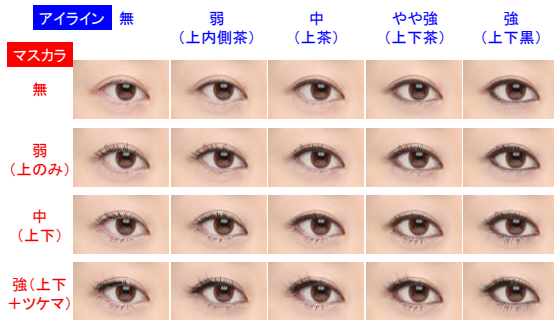 アイライン 無 弱 中 やや強 強
（上内側茶） （上茶） （上下茶） （上下黒）
マスカラ
無
弱
（上のみ）
中
（上下）
強（上下
＋ツケマ）